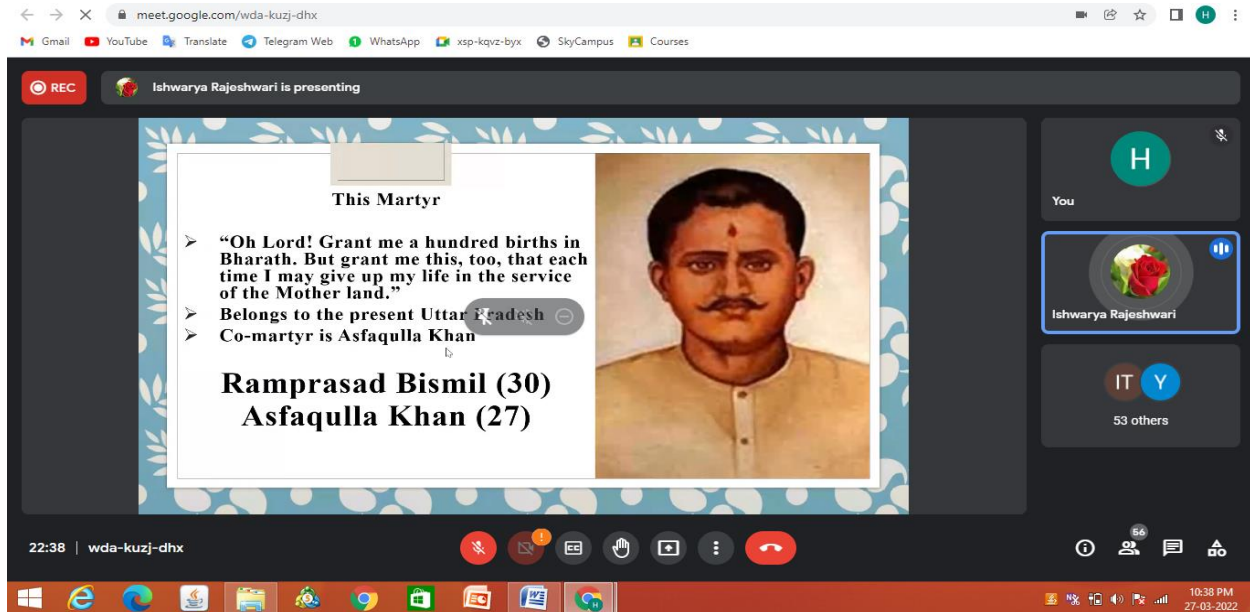 meet.google.com/wda-kuzj-dhx
H
Gmail YouTube Translate Telegram Web WhatsApp xsp-kqvz-byx SkyCampus Courses
REC
Ishwarya Rajeshwari is presenting
This Martyr
“Oh Lord! Grant me a hundred births in
Bharath. But grant me this, too, that each
time I may give up my life in the service
of the Mother land.”
Belongs to the present Uttar Pradesh
Co-martyr is Asfaqulla Khan
Ramprasad Bismil (30)
Asfaqulla Khan (27)
H
You
Ishwarya Rajeshwari
IT Y
53 others
22:38 | wda-kuzj-dhx
CC
56
10:38 PM
27-03-2022